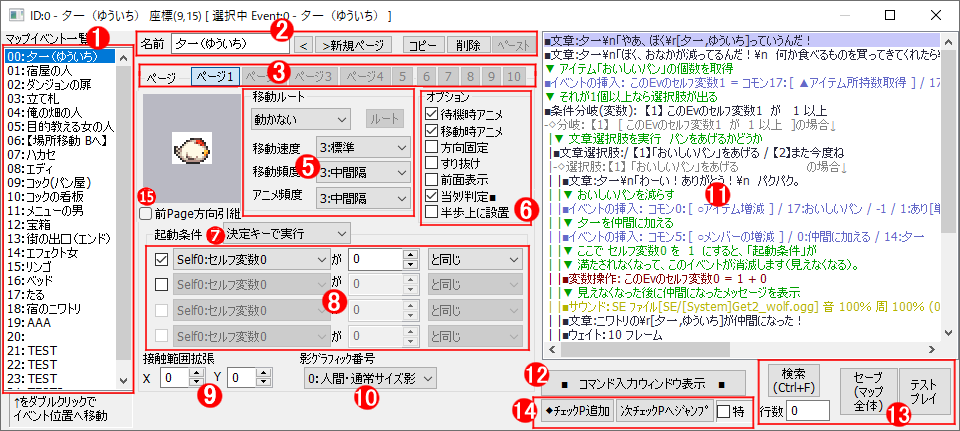 ID:0 - ター（ゆういち） 座標(9,15) [ 選択中 Event:0 - ター（ゆういち） ]
マップイベント一覧
1
00:ター（ゆういち）
01: 宿屋の人
02: ダンジョンの扉
03: 立て札
04: 俺の畑の人
05: 目的教える女の人
06:【場所移動 Bへ】
07: ハカセ
08: エディ
09: コック(パン屋)
10: コックの看板
11: メニューの男
12: 宝箱
13: 街の出口(エンド)
14: エフェクト女
15: リンゴ
16: ベッド
17: たる
18: 宿のニワトリ
19: AAA
20:
21: TEST
22: TEST
23: TEST
↑をダブルクリックで
イベント位置へ移動
2
名前 ター（ゆういち） < >新規ページ コピー 削除 ペースト
3
ページ ページ1 ページ3 ページ4 5 6 7 8 9 10
移動ルート
動かない ルート
移動速度 3:標準
5
移動頻度 3:中間隔
アニメ頻度 3:中間隔
オプション
待機時アニメ
移動時アニメ
方向固定
すり抜け
前面表示
当り判定■
6
半歩上に設置
15
前Page方向引継
起動条件 7 決定キーで実行
Self0:セルフ変数0 が 0 と同じ
Self0:セルフ変数0 が 0 と同じ
8
Self0:セルフ変数0 が 0 と同じ
Self0:セルフ変数0 が 0 と同じ
接触範囲拡張
X 0 Y 0
9
影グラフィック番号
0:人間・通常サイズ影
10
■文章:ター¥n「やあ、ぼく¥r[ター,ゆういち]っていうんだ！
■文章:ター¥n「ぼく、おなかが減ってるんだ！¥n 何か食べものを買ってきてくれたら
▼ アイテム「おいしいパン」の個数を取得
■イベントの挿入: このEvのセルフ変数1 = コモン17:[ ▲アイテム所持数取得 ] / 17
▼ それが1個以上なら選択肢が出る
■条件分岐(変数): 【1】 このEvのセルフ変数1 が 1 以上
-◇分岐: 【1】 [ このEvのセルフ変数1 が 1 以上 ]の場合↓
|▼ 文章選択肢を実行 パンをあげるかどうか
|■文章選択肢:/【1】「おいしいパン」をあげる /【2】また今度ね
|-◇選択肢:【1】「おいしいパン」をあげる の場合↓
| |■文章:ター¥n「わーい！ありがとう！¥n パクパク。
| |▼ おいしいパンを減らす
11
| |■イベントの挿入: コモン0:[ ○アイテム増減 ] / 17:おいしいパン / -1 / 1:あり[単
| |▼ ターを仲間に加える
| |■イベントの挿入: コモン5:[ ○メンバーの増減 ] / 0:仲間に加える / 14:ター
| |▼ ここで セルフ変数0 を 1 にすると、「起動条件」が
| |▼ 満たされなくなって、このイベントが消滅します(見えなくなる)。
| |■変数操作: このEvのセルフ変数0 = 1 + 0
| |▼ 見えなくなった後に仲間になったメッセージを表示
| |■サウンド: SE ファイル[SE/[System]Get2_wolf.ogg] 音 100% 周 100% (0
| |■文章:ニワトリの¥r[ター,ゆういち]が仲間になった！
| |■ウェイト: 10 フレーム
12
■ コマンド入力ウィンドウ表示 ■
14
◆チェックP追加 次チェックPへジャンプ 特
検索
(Ctrl+F)
行数 0
セーブ
(マップ
全体)
テスト
プレイ
13